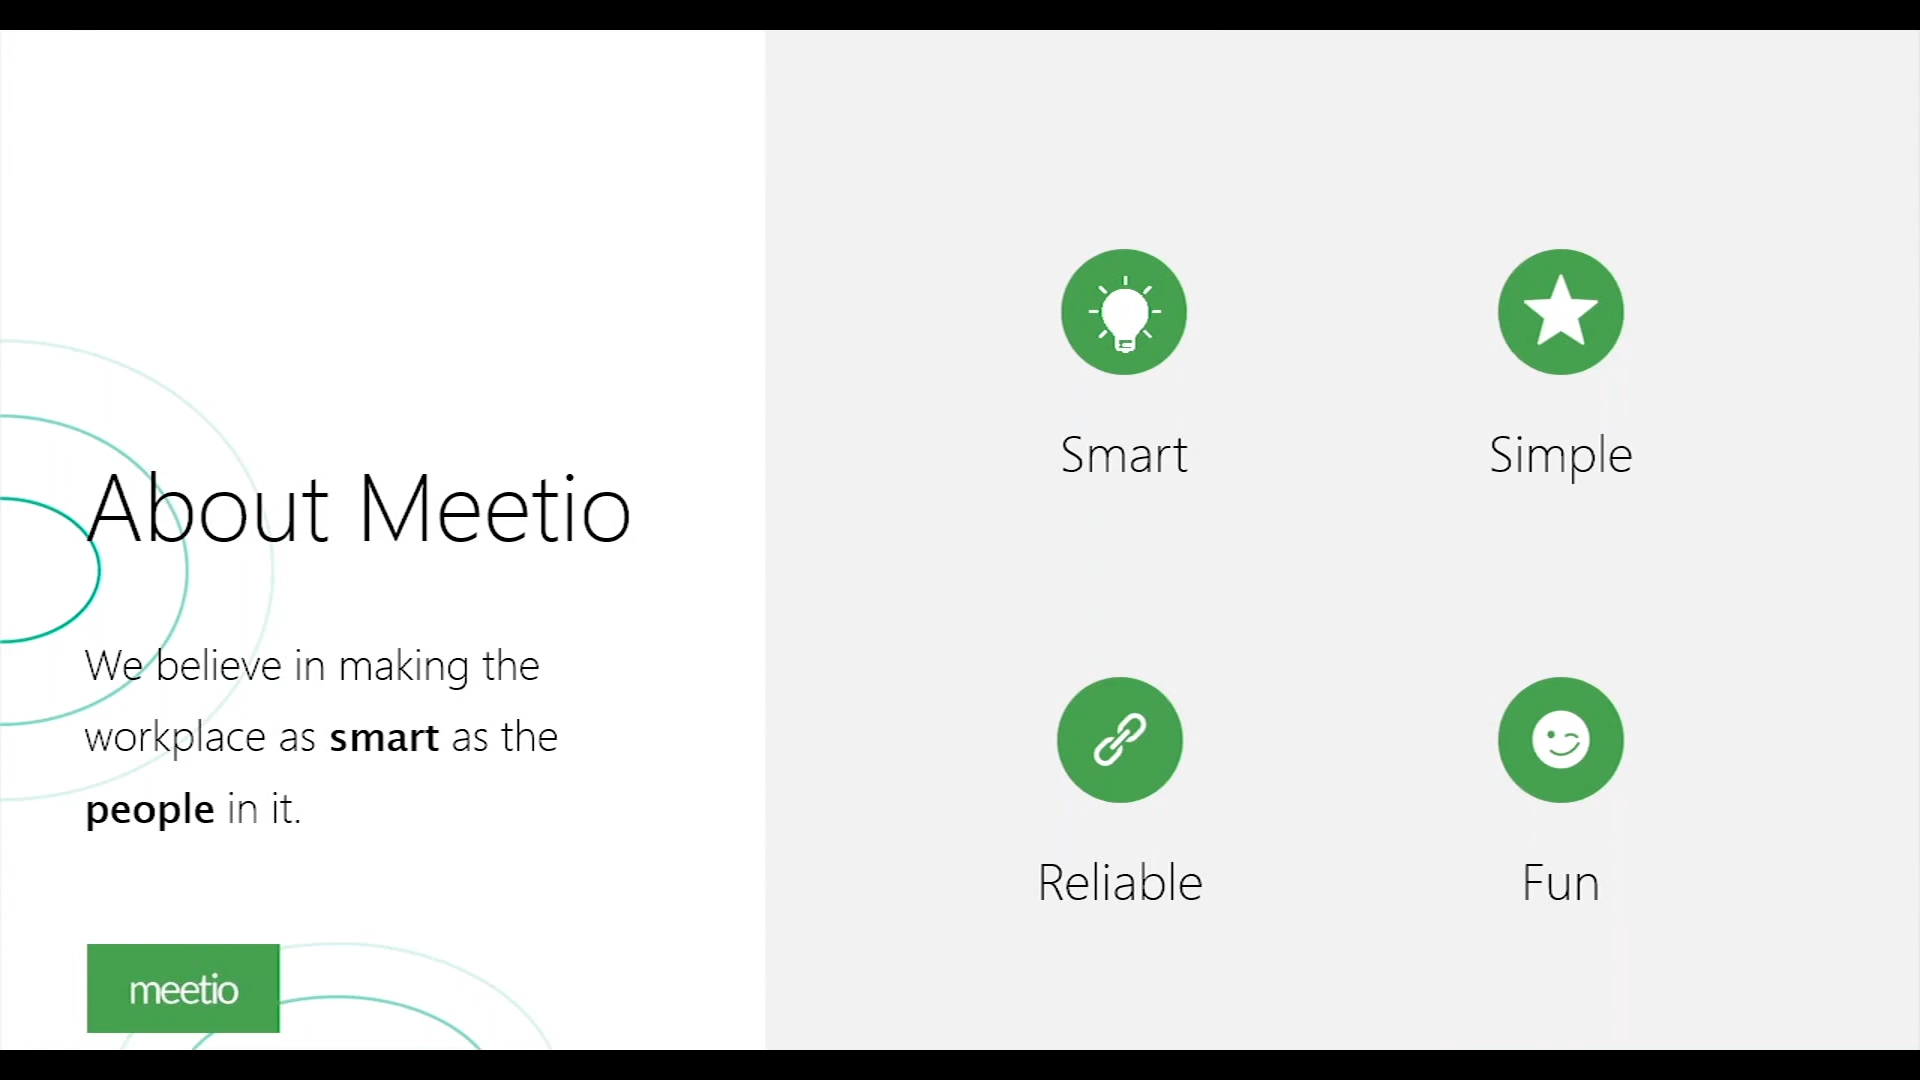 About Meetio
We believe in making the
workplace as smart as the
people in it.
meetio
Smart
Simple
Reliable
Fun